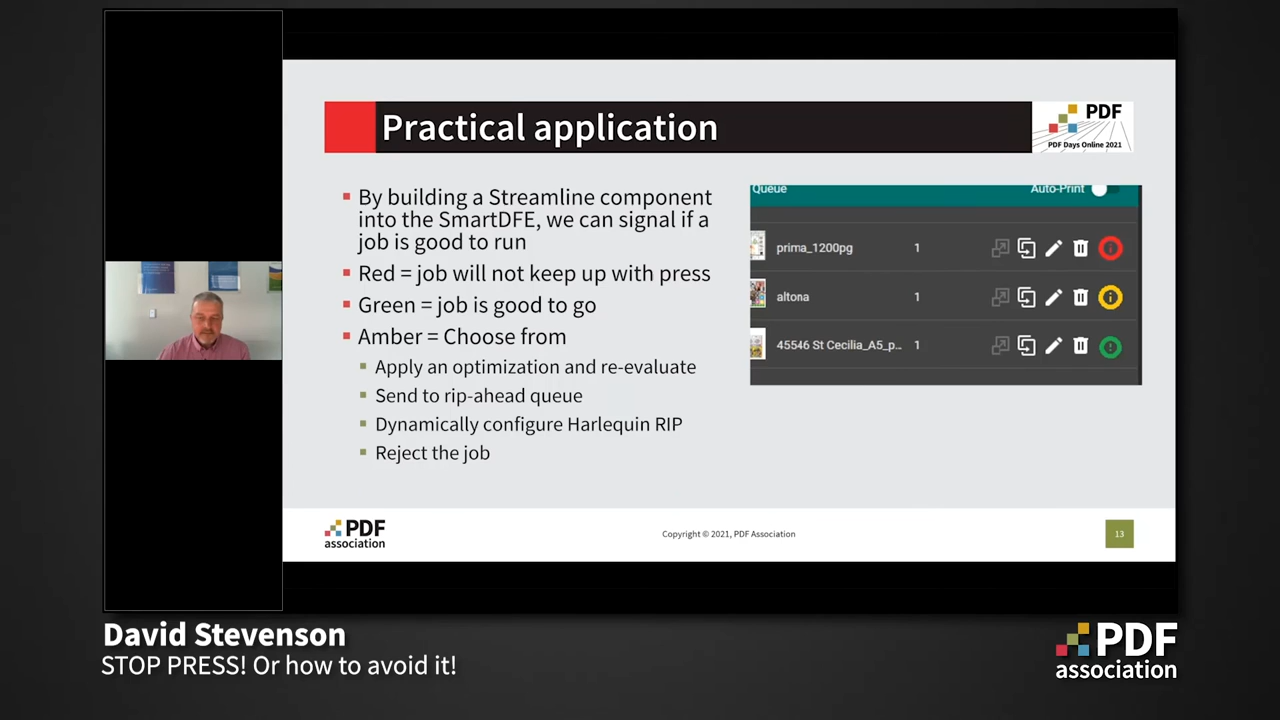 Practical application
PDF
PDF Days Online 2021
By building a Streamline component
into the SmartDFE, we can signal if a
job is good to run
Red = job will not keep up with press
Green = job is good to go
Amber = Choose from
Apply an optimization and re-evaluate
Send to rip-ahead queue
Dynamically configure Harlequin RIP
Reject the job
Queue Auto-Print
prima_1200pg 1
altona 1
45546 St Cecilia_A5_p... 1
PDF
association
Copyright © 2021, PDF Association
13
David Stevenson
STOP PRESS! Or how to avoid it!
PDF
association